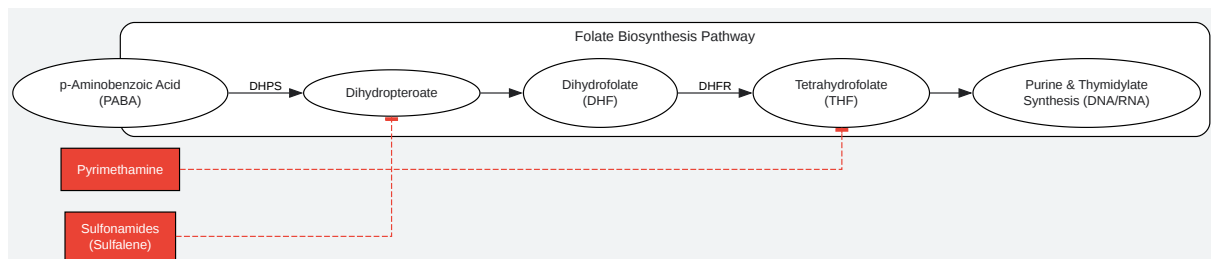 Folate Biosynthesis Pathway
p-Aminobenzoic Acid
(PABA)
DHPS
Dihydropteroate
Dihydrofolate
(DHF)
DHFR
Tetrahydrofolate
(THF)
Purine & Thymidylate
Synthesis (DNA/RNA)
Pyrimethamine
Sulfonamides
(Sulfalene)